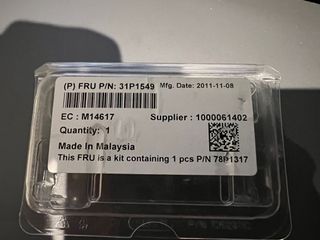 (P) FRU P/N: 31P1549 Mfg. Date: 2011-11-08
EC : M14617 Supplier : 1000061402
Quantity: 1
Made In Malaysia
This FRU is a kit containing 1 pcs P/N 78P1317